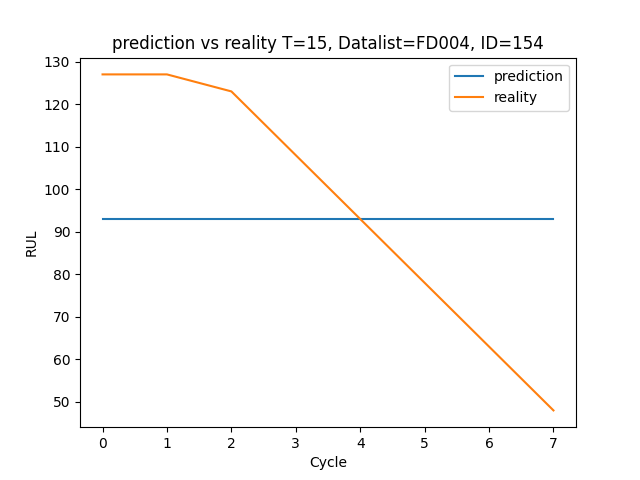 prediction vs reality T=15, Datalist=FD004, ID=154
prediction
reality
RUL
130
120
110
100
90
80
70
60
50
0 1 2 3 4 5 6 7
Cycle